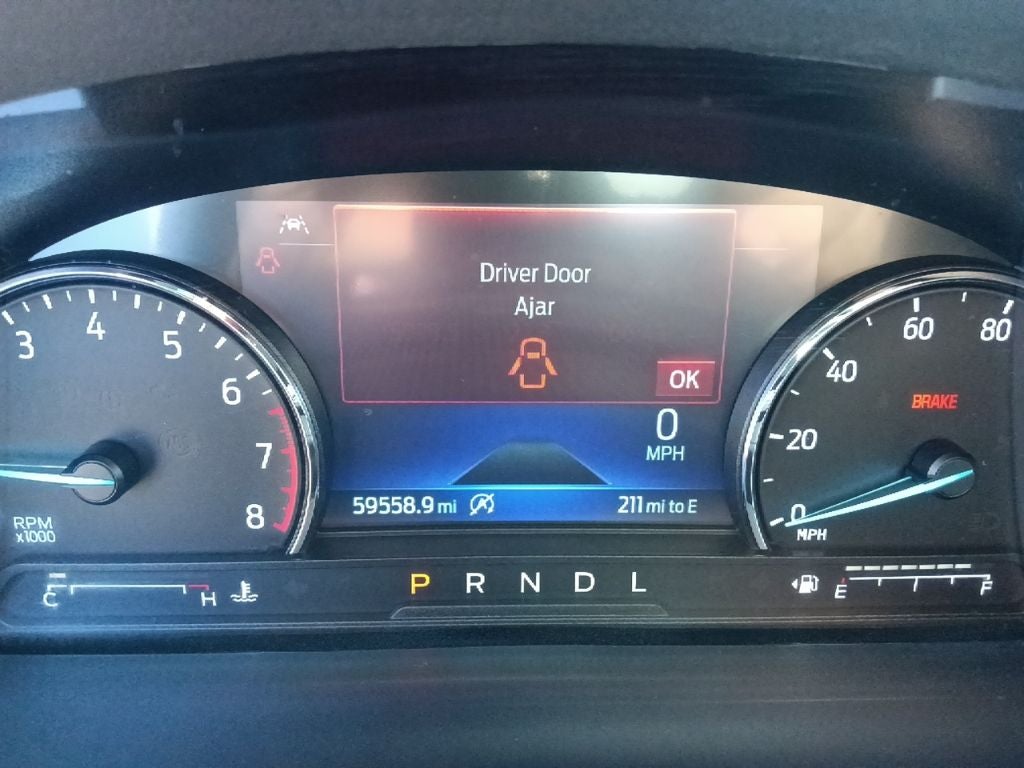 Driver Door
Ajar
OK
3
4
5
6
7
8
RPM
x1000
0
MPH
59558.9 mi
211 mi to E
0
20
40
60
80
BRAKE
MPH
C
H
P R N D L
E
F